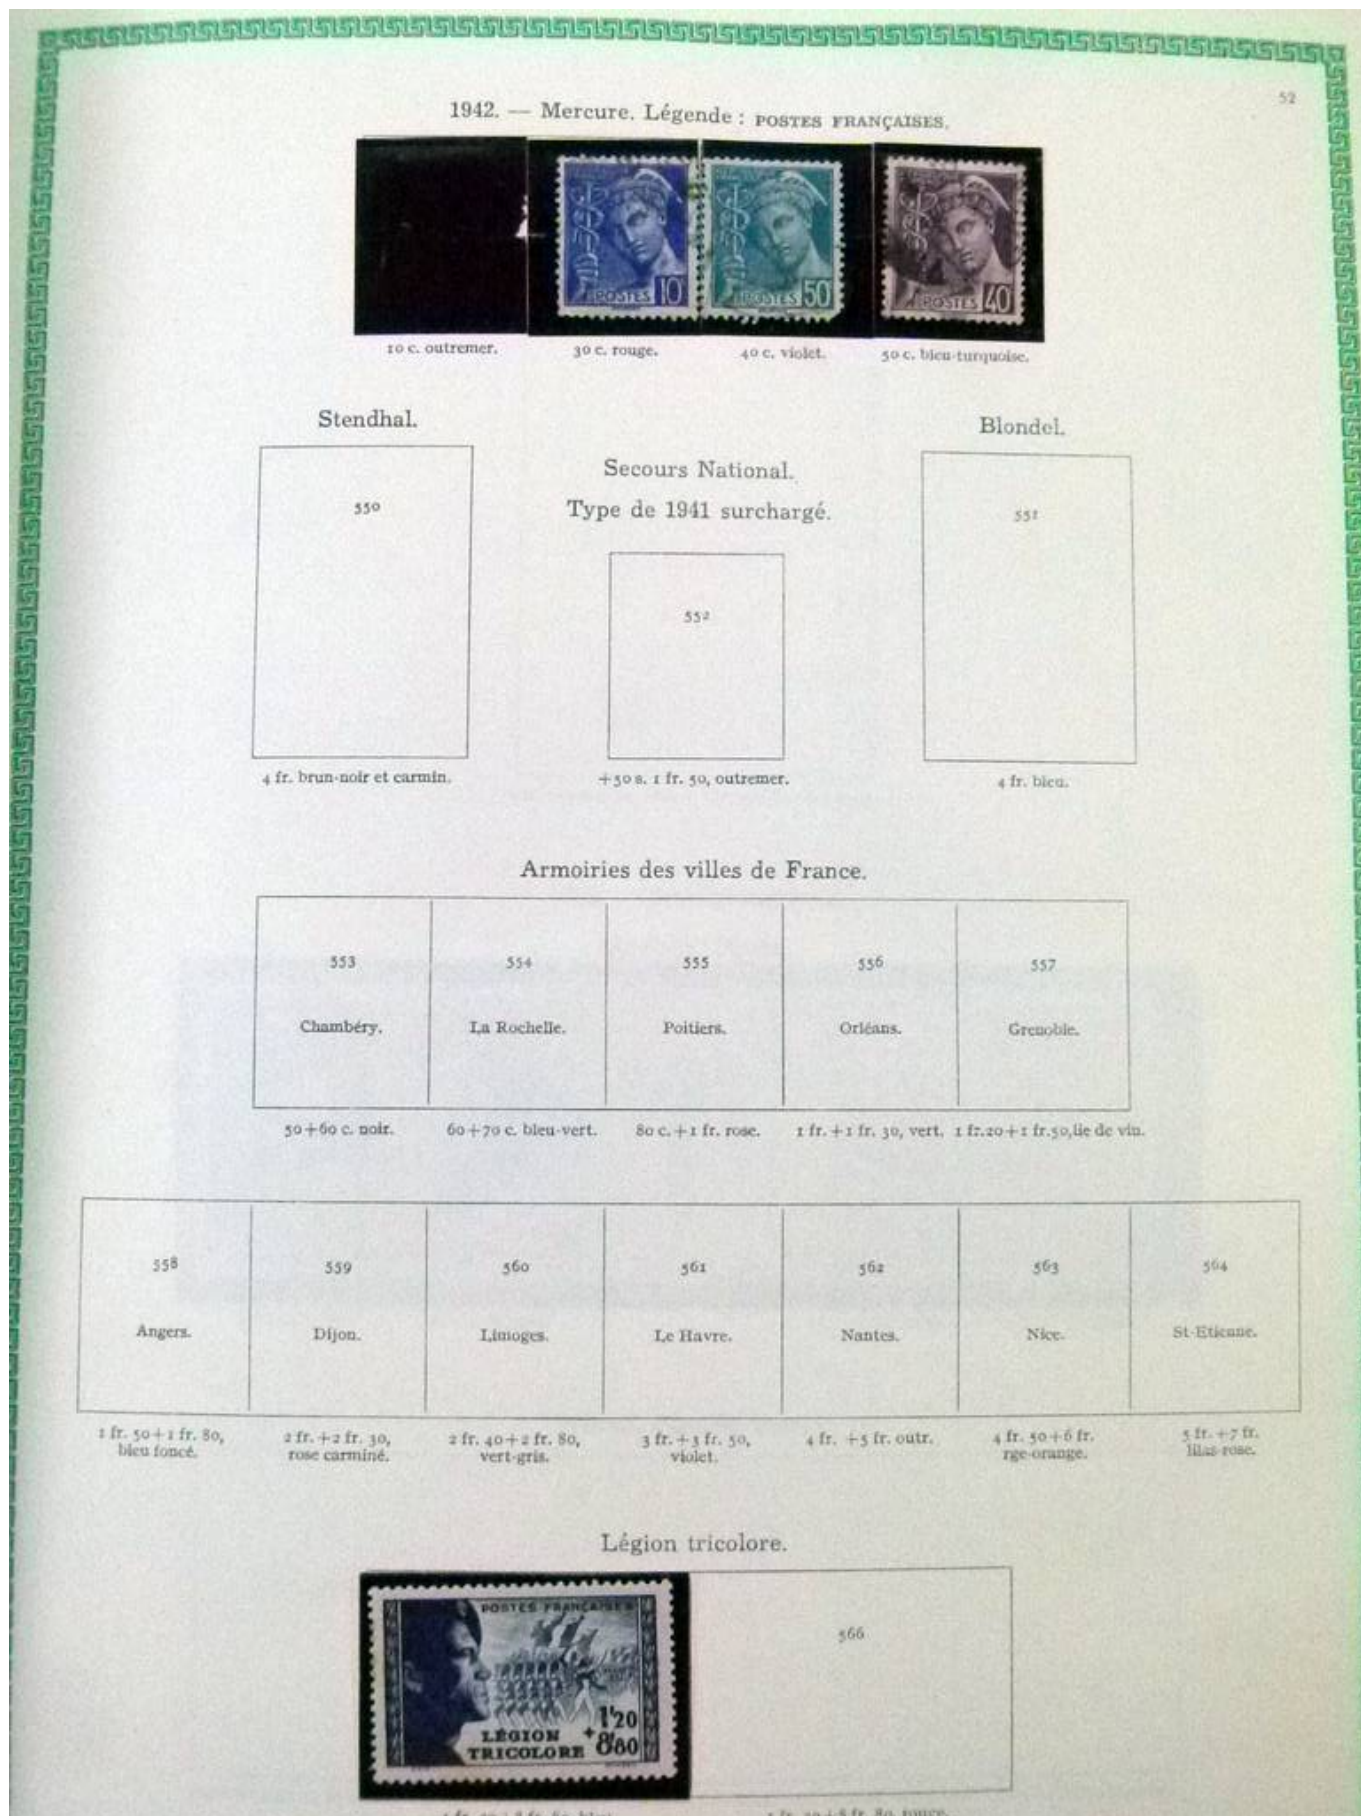 52
1942. — Mercure. Légende : POSTES FRANÇAISES.
POSTES 10
POSTES 50
POSTES 40
10 c. outremer.
30 c. rouge.
40 c. violet.
50 c. bleu-turquoise.
Stendhal.
Blondel.
Secours National.
Type de 1941 surchargé.
550
551
552
4 fr. brun-noir et carmin.
+50 s. 1 fr. 50, outremer.
4 fr. bleu.
Armoiries des villes de France.
553
554
555
556
557
Chambéry.
La Rochelle.
Poitiers.
Orléans.
Grenoble.
50+60 c. noir.
60+70 c. bleu-vert.
80 c.+1 fr. rose.
1 fr.+1 fr. 30, vert.
1 fr.20+1 fr.50,lie de vin.
558
559
560
561
562
563
564
Angers.
Dijon.
Limoges.
Le Havre.
Nantes.
Nice.
St-Etienne.
1 fr. 50+1 fr. 80,
bleu foncé.
2 fr. +2 fr. 30,
rose carminé.
2 fr. 40+2 fr. 80,
vert-gris.
3 fr. +3 fr. 50,
violet.
4 fr. +5 fr. outr.
4 fr. 50+6 fr.
rge-orange.
5 fr. +7 fr.
lilas-rose.
Légion tricolore.
POSTES FRANÇAISES
1f20
+ 8f80
LÉGION
TRICOLORE
566